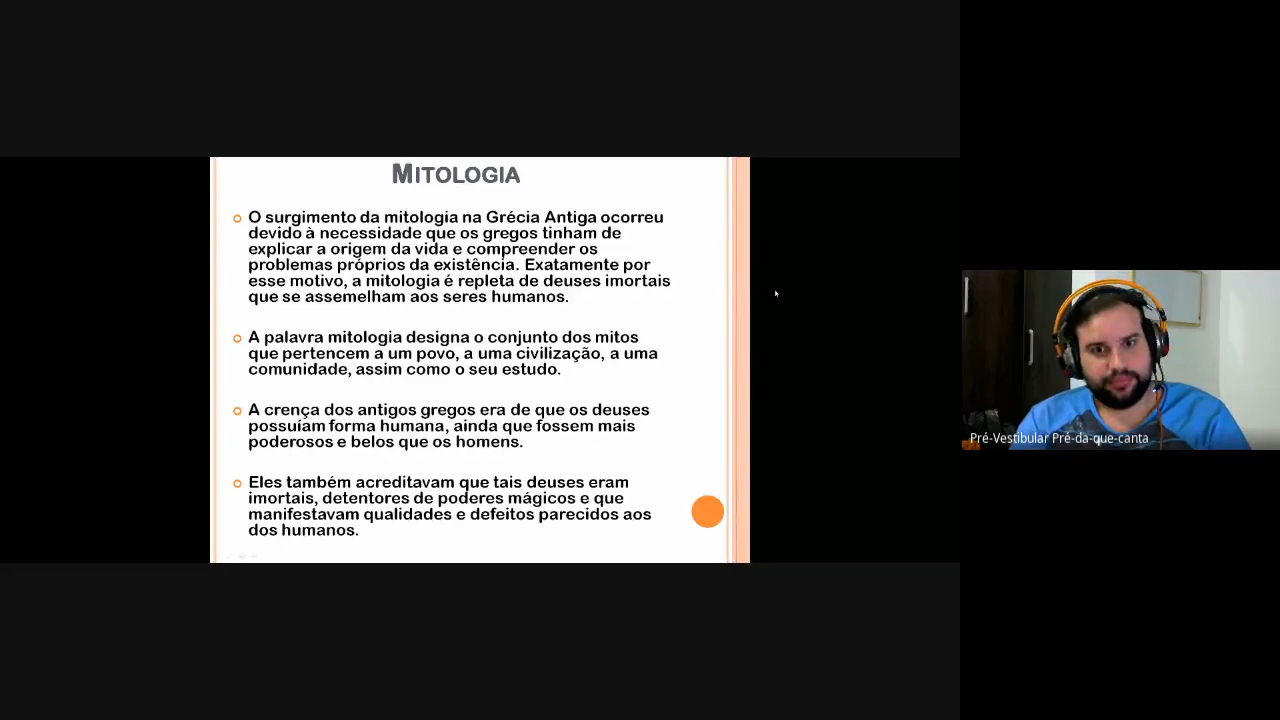 MITOLOGIA
O surgimento da mitologia na Grécia Antiga ocorreu
devido à necessidade que os gregos tinham de
explicar a origem da vida e compreender os
problemas próprios da existência. Exatamente por
esse motivo, a mitologia é repleta de deuses imortais
que se assemelham aos seres humanos.
A palavra mitologia designa o conjunto dos mitos
que pertencem a um povo, a uma civilização, a uma
comunidade, assim como o seu estudo.
A crença dos antigos gregos era de que os deuses
possuíam forma humana, ainda que fossem mais
poderosos e belos que os homens.
Eles também acreditavam que tais deuses eram
imortais, detentores de poderes mágicos e que
manifestavam qualidades e defeitos parecidos aos
dos humanos.
Pré-Vestibular Pré-da-que-canta